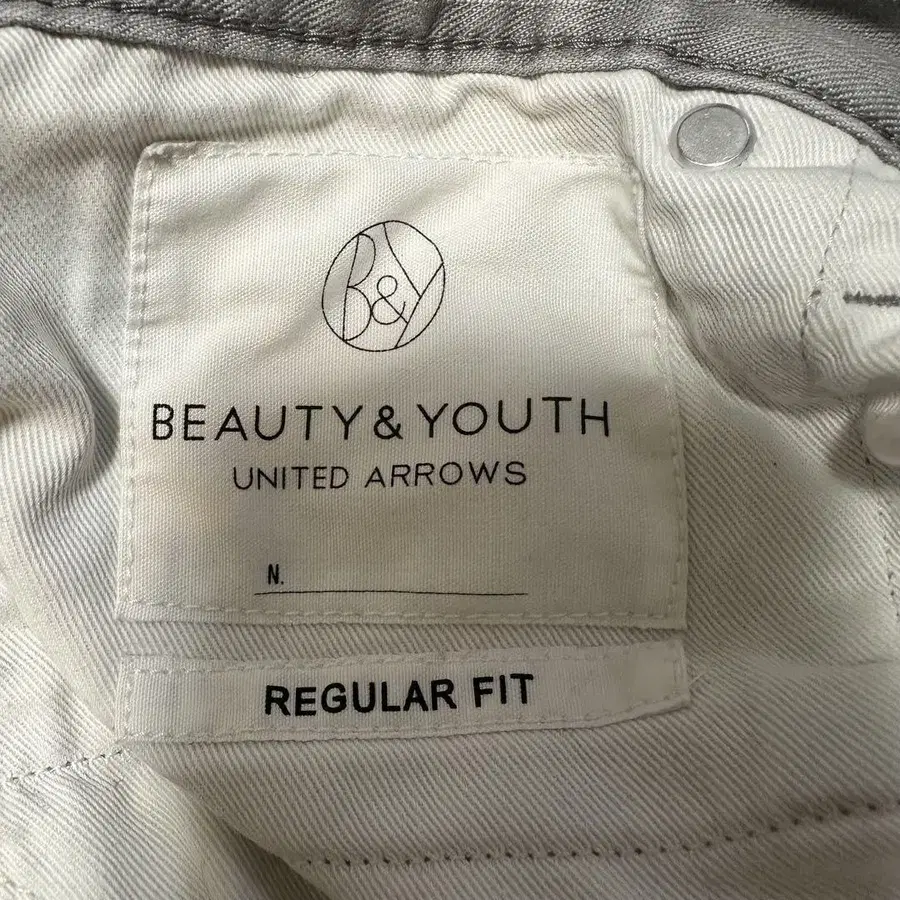 B&Y
BEAUTY & YOUTH
UNITED ARROWS
N.
REGULAR FIT